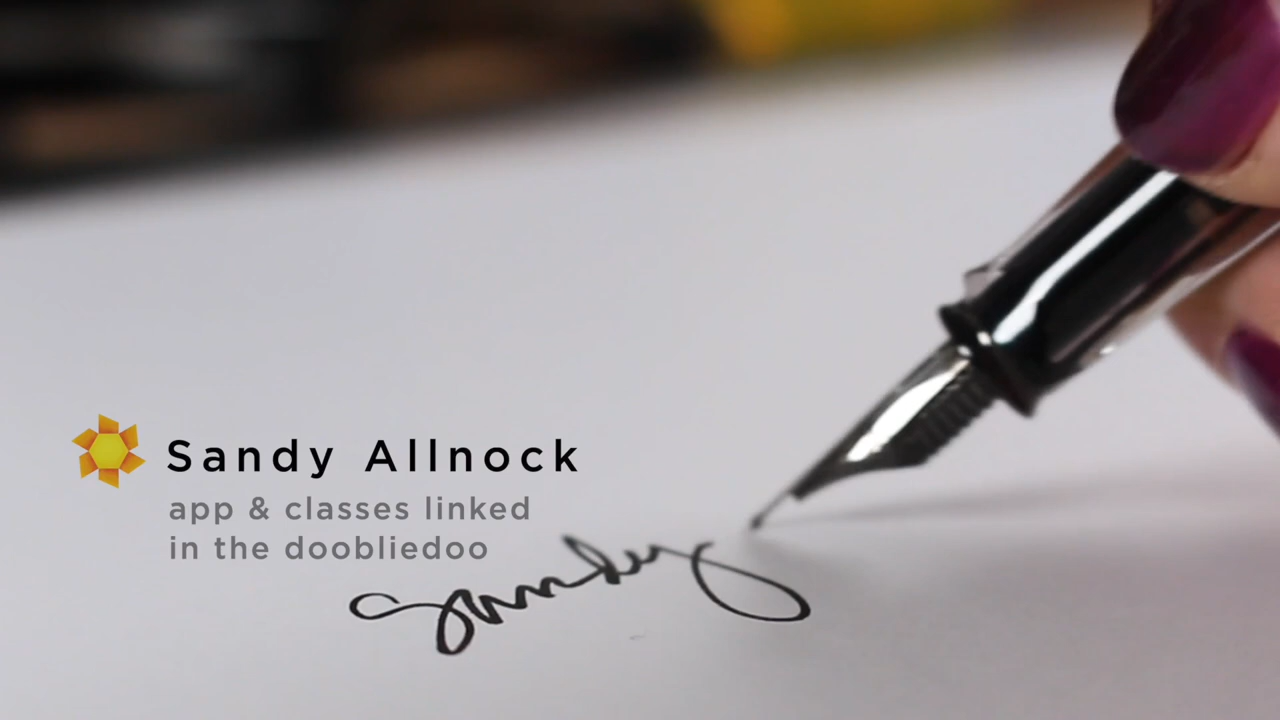 Sandy Allnock
app & classes linked
in the doobliedoo
Sandy